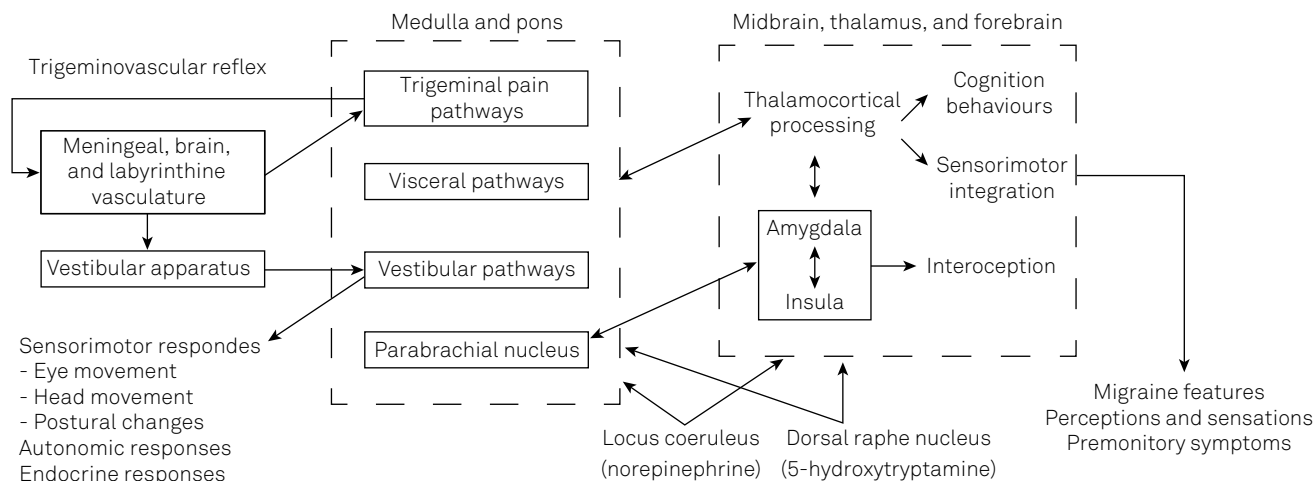 Medulla and pons
Midbrain, thalamus, and forebrain
Trigeminovascular reflex
Trigeminal pain
pathways
Meningeal, brain,
and labyrinthine
vasculature
Visceral pathways
Vestibular apparatus
Vestibular pathways
Parabrachial nucleus
Sensorimotor respondes
- Eye movement
- Head movement
- Postural changes
Autonomic responses
Endocrine responses
Thalamocortical
processing
Cognition
behaviours
Sensorimotor
integration
Amygdala
Insula
Interoception
Locus coeruleus
(norepinephrine)
Dorsal raphe nucleus
(5-hydroxytryptamine)
Migraine features
Perceptions and sensations
Premonitory symptoms